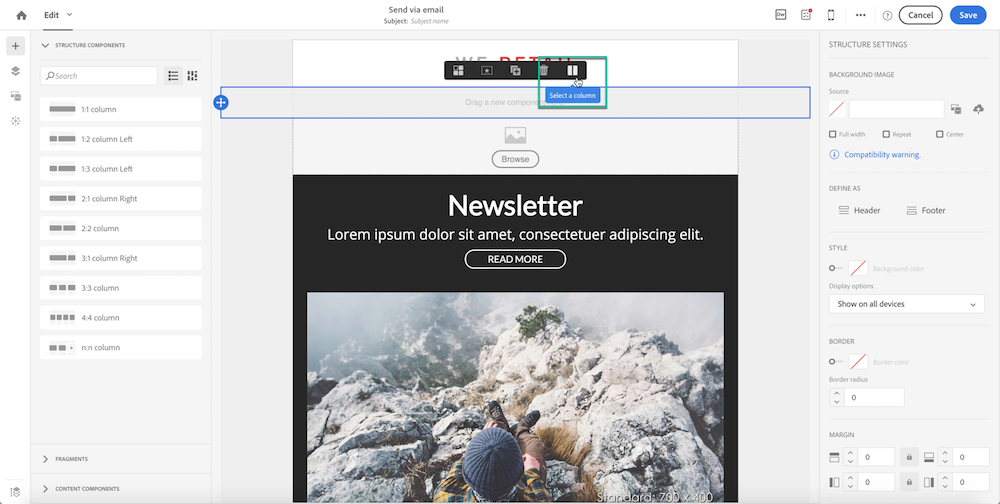 Edit
Send via email
Subject: Subject name
Dw
Cancel
Save
STRUCTURE COMPONENTS
Search
1:1 column
1:2 column Left
1:3 column Left
2:1 column Right
2:2 column
3:1 column Right
3:3 column
4:4 column
n:n column
FRAGMENTS
CONTENT COMPONENTS
WE RETAIL
Select a column
Drag a new compon
Browse
Newsletter
Lorem ipsum dolor sit amet, consectetuer adipiscing elit.
READ MORE
Standard: 700 x 400
STRUCTURE SETTINGS
BACKGROUND IMAGE
Source
Full width
Repeat
Center
Compatibility warning.
DEFINE AS
Header
Footer
STYLE
Background color
Display options
Show on all devices
BORDER
Border color
Border radius
0
MARGIN
0
0
0
0